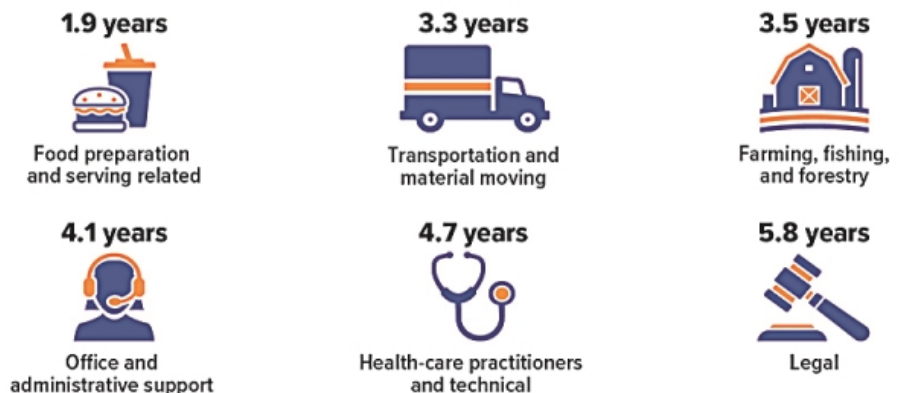 1.9 years
Food preparation
and serving related
3.3 years
Transportation and
material moving
3.5 years
Farming, fishing,
and forestry
4.1 years
Office and
administrative support
4.7 years
Health-care practitioners
and technical
5.8 years
Legal